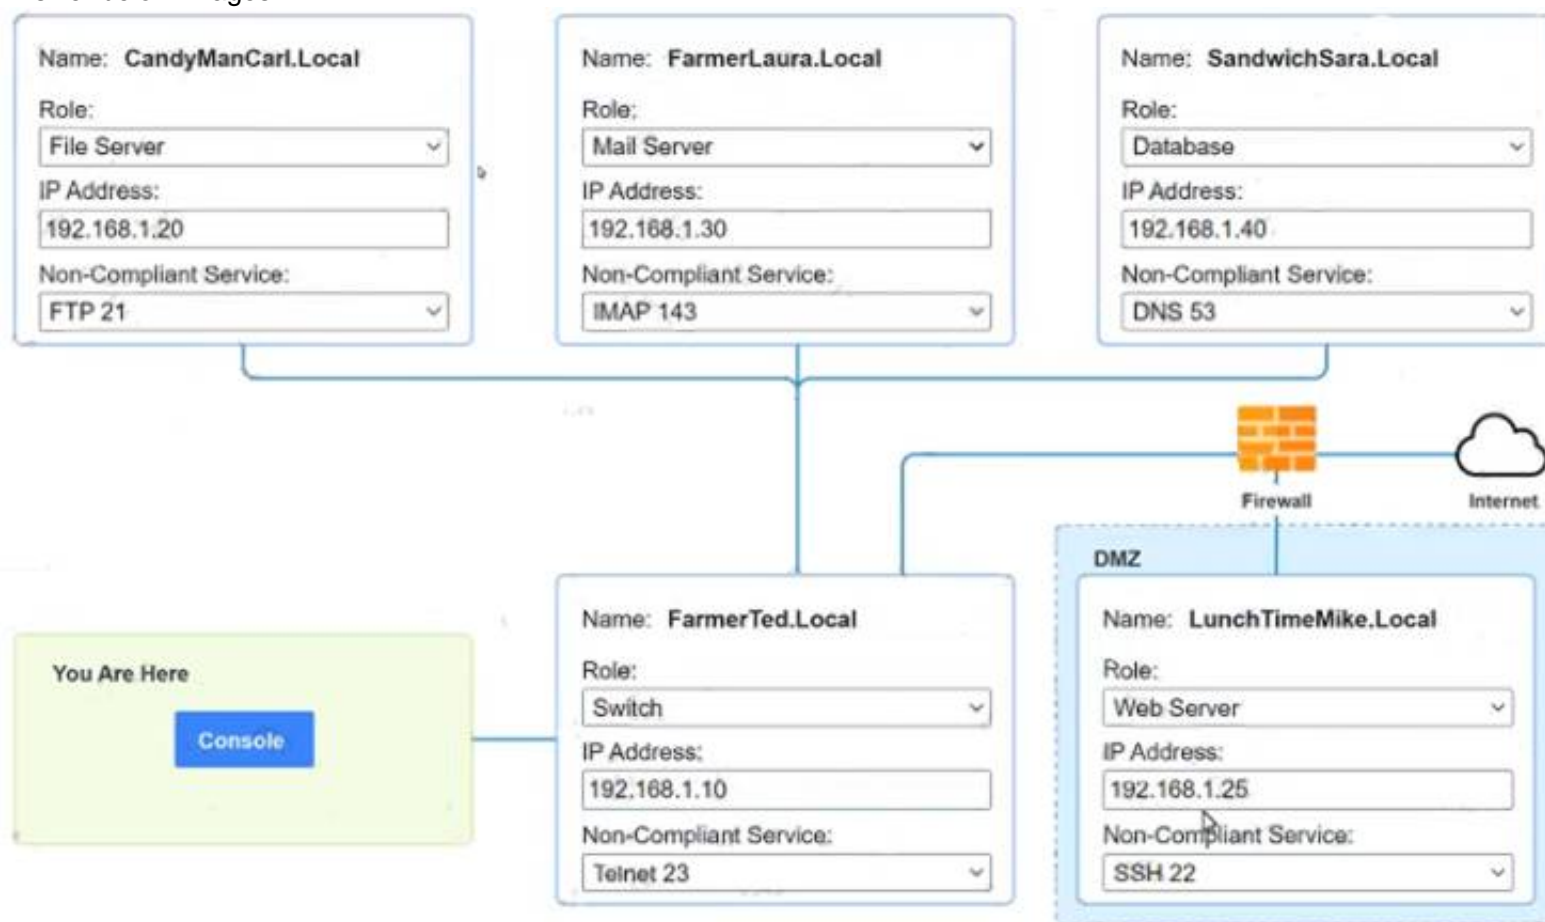 Name: CandyManCarl.Local
Role:
File Server
IP Address:
192.168.1.20
Non-Compliant Service:
FTP 21
Name: FarmerLaura.Local
Role:
Mail Server
IP Address:
192.168.1.30
Non-Compliant Service:
IMAP 143
Name: SandwichSara.Local
Role:
Database
IP Address:
192.168.1.40
Non-Compliant Service:
DNS 53
Firewall
Internet
You Are Here
Console
Name: FarmerTed.Local
Role:
Switch
IP Address:
192.168.1.10
Non-Compliant Service:
Telnet 23
DMZ
Name: LunchTimeMike.Local
Role:
Web Server
IP Address:
192.168.1.25
Non-Compliant Service:
SSH 22